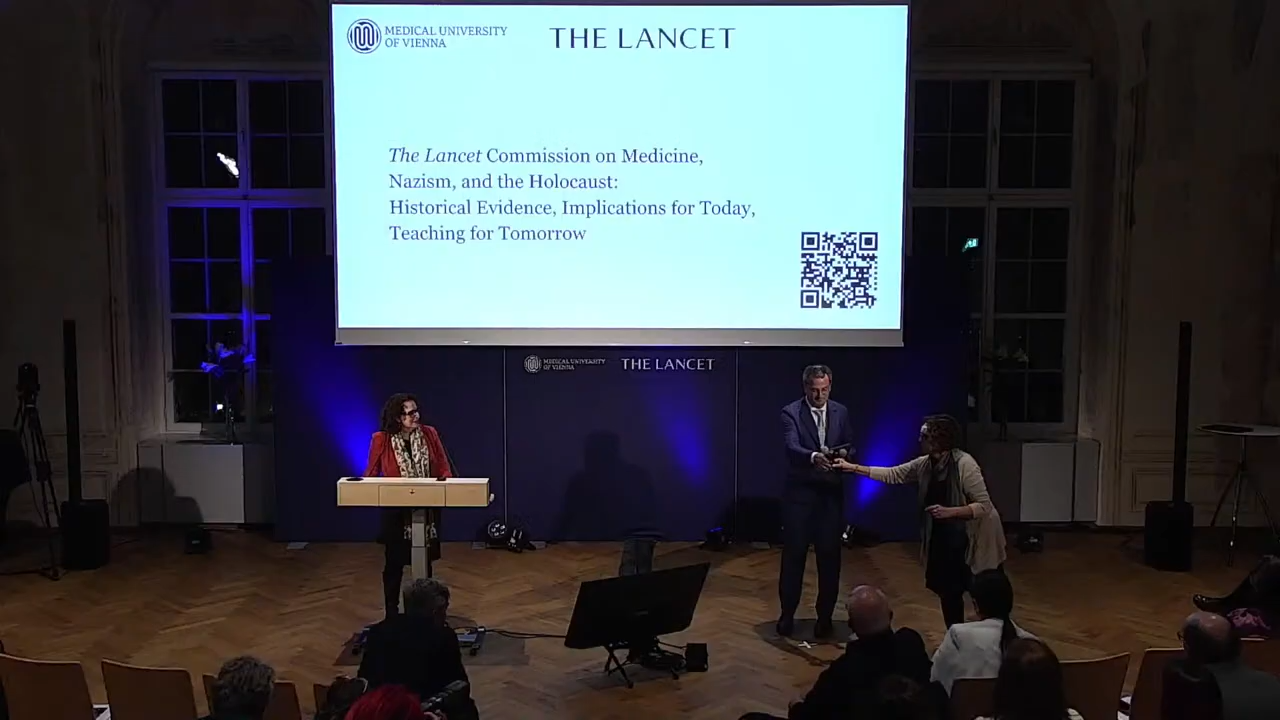 MEDICAL UNIVERSITY
OF VIENNA
THE LANCET
The Lancet Commission on Medicine,
Nazism, and the Holocaust:
Historical Evidence, Implications for Today,
Teaching for Tomorrow
MEDICAL UNIVERSITY
OF VIENNA
THE LANCET